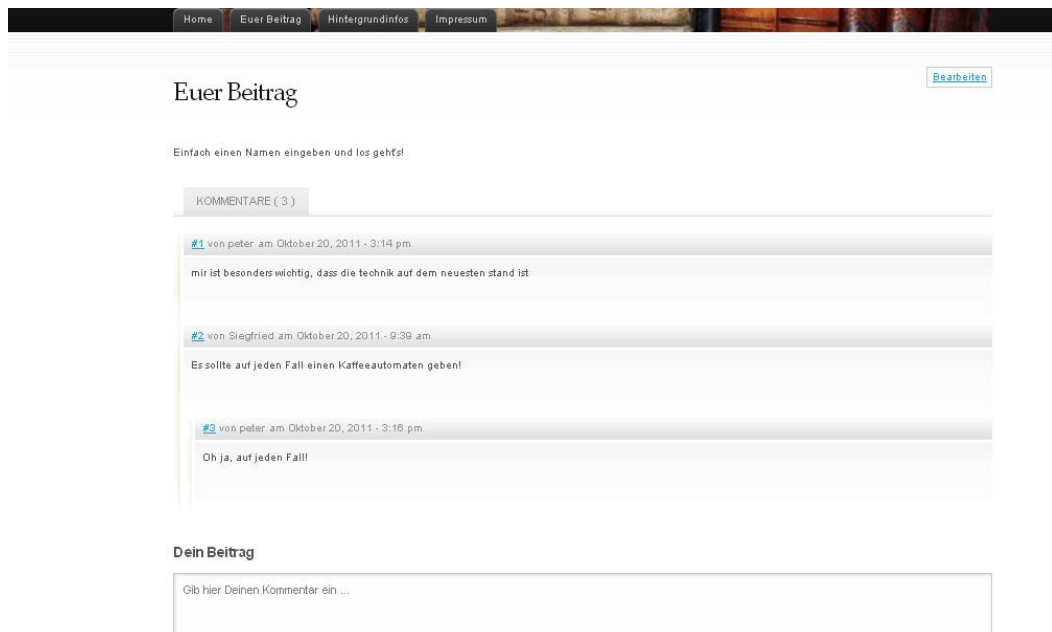 Home Euer Beitrag Hintergrundinfos Impressum
Bearbeiten
Euer Beitrag
Einfach einen Namen eingeben und los geht's!
KOMMENTARE ( 3 )
#1 von peter am Oktober 20, 2011 - 3:14 pm
mir ist besonders wichtig, dass die technik auf dem neuesten stand ist
#2 von Siegfried am Oktober 20, 2011 - 9:39 am
Es sollte auf jeden Fall einen Kaffeeautomaten geben!
#3 von peter am Oktober 20, 2011 - 3:16 pm
Oh ja, auf jeden Fall!
Dein Beitrag
Gib hier Deinen Kommentar ein ...